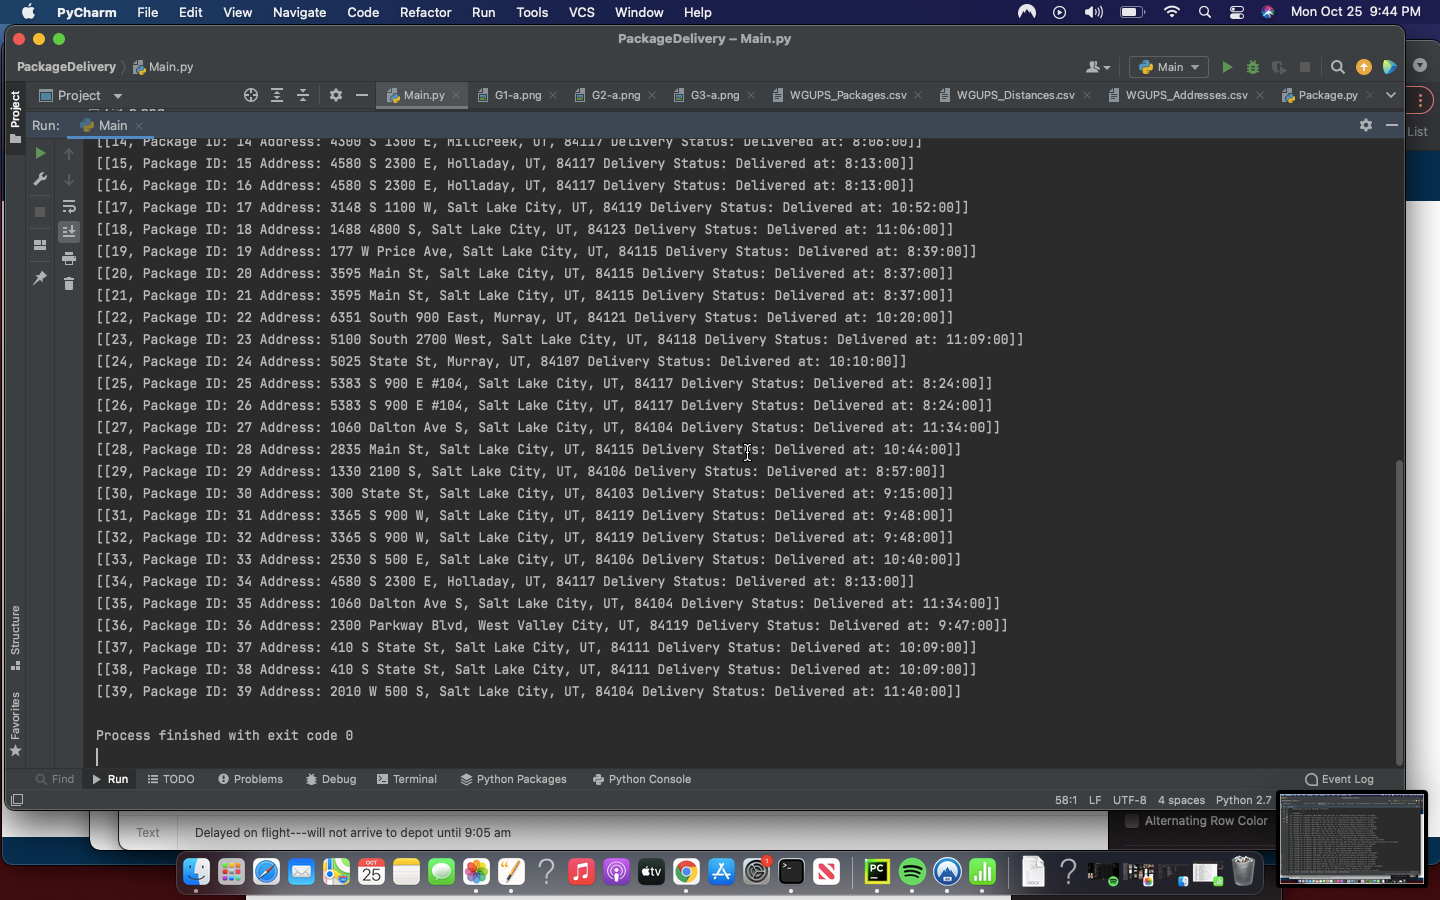 PyCharm File Edit View Navigate Code Refactor Run Tools VCS Window Help Mon Oct 25 9:44 PM
PackageDelivery – Main.py
PackageDelivery Main.py Main
Project Main.py G1-a.png G2-a.png G3-a.png WGUPS_Packages.csv WGUPS_Distances.csv WGUPS_Addresses.csv Package.py
Project
Run: Main
List
[[14, Package ID: 14 Address: 4300 S 1300 E, Millcreek, UT, 84117 Delivery Status: Delivered at: 8:06:00]]
[[15, Package ID: 15 Address: 4580 S 2300 E, Holladay, UT, 84117 Delivery Status: Delivered at: 8:13:00]]
[[16, Package ID: 16 Address: 4580 S 2300 E, Holladay, UT, 84117 Delivery Status: Delivered at: 8:13:00]]
[[17, Package ID: 17 Address: 3148 S 1100 W, Salt Lake City, UT, 84119 Delivery Status: Delivered at: 10:52:00]]
[[18, Package ID: 18 Address: 1488 4800 S, Salt Lake City, UT, 84123 Delivery Status: Delivered at: 11:06:00]]
[[19, Package ID: 19 Address: 177 W Price Ave, Salt Lake City, UT, 84115 Delivery Status: Delivered at: 8:39:00]]
[[20, Package ID: 20 Address: 3595 Main St, Salt Lake City, UT, 84115 Delivery Status: Delivered at: 8:37:00]]
[[21, Package ID: 21 Address: 3595 Main St, Salt Lake City, UT, 84115 Delivery Status: Delivered at: 8:37:00]]
[[22, Package ID: 22 Address: 6351 South 900 East, Murray, UT, 84121 Delivery Status: Delivered at: 10:20:00]]
[[23, Package ID: 23 Address: 5100 South 2700 West, Salt Lake City, UT, 84118 Delivery Status: Delivered at: 11:09:00]]
[[24, Package ID: 24 Address: 5025 State St, Murray, UT, 84107 Delivery Status: Delivered at: 10:10:00]]
[[25, Package ID: 25 Address: 5383 S 900 E #104, Salt Lake City, UT, 84117 Delivery Status: Delivered at: 8:24:00]]
[[26, Package ID: 26 Address: 5383 S 900 E #104, Salt Lake City, UT, 84117 Delivery Status: Delivered at: 8:24:00]]
[[27, Package ID: 27 Address: 1060 Dalton Ave S, Salt Lake City, UT, 84104 Delivery Status: Delivered at: 11:34:00]]
[[28, Package ID: 28 Address: 2835 Main St, Salt Lake City, UT, 84115 Delivery Status: Delivered at: 10:44:00]]
[[29, Package ID: 29 Address: 1330 2100 S, Salt Lake City, UT, 84106 Delivery Status: Delivered at: 8:57:00]]
[[30, Package ID: 30 Address: 300 State St, Salt Lake City, UT, 84103 Delivery Status: Delivered at: 9:15:00]]
[[31, Package ID: 31 Address: 3365 S 900 W, Salt Lake City, UT, 84119 Delivery Status: Delivered at: 9:48:00]]
[[32, Package ID: 32 Address: 3365 S 900 W, Salt Lake City, UT, 84119 Delivery Status: Delivered at: 9:48:00]]
[[33, Package ID: 33 Address: 2530 S 500 E, Salt Lake City, UT, 84106 Delivery Status: Delivered at: 10:40:00]]
[[34, Package ID: 34 Address: 4580 S 2300 E, Holladay, UT, 84117 Delivery Status: Delivered at: 8:13:00]]
[[35, Package ID: 35 Address: 1060 Dalton Ave S, Salt Lake City, UT, 84104 Delivery Status: Delivered at: 11:34:00]]
[[36, Package ID: 36 Address: 2300 Parkway Blvd, West Valley City, UT, 84119 Delivery Status: Delivered at: 9:47:00]]
[[37, Package ID: 37 Address: 410 S State St, Salt Lake City, UT, 84111 Delivery Status: Delivered at: 10:09:00]]
[[38, Package ID: 38 Address: 410 S State St, Salt Lake City, UT, 84111 Delivery Status: Delivered at: 10:09:00]]
[[39, Package ID: 39 Address: 2010 W 500 S, Salt Lake City, UT, 84104 Delivery Status: Delivered at: 11:40:00]]
Process finished with exit code 0
Structure
Favorites
Find Run TODO Problems Debug Terminal Python Packages Python Console Event Log
58:1 LF UTF-8 4 spaces Python 2.7
Text Delayed on flight---will not arrive to depot until 9:05 am
Alternating Row Color
OCT
25
tv
1
PC
DOCX